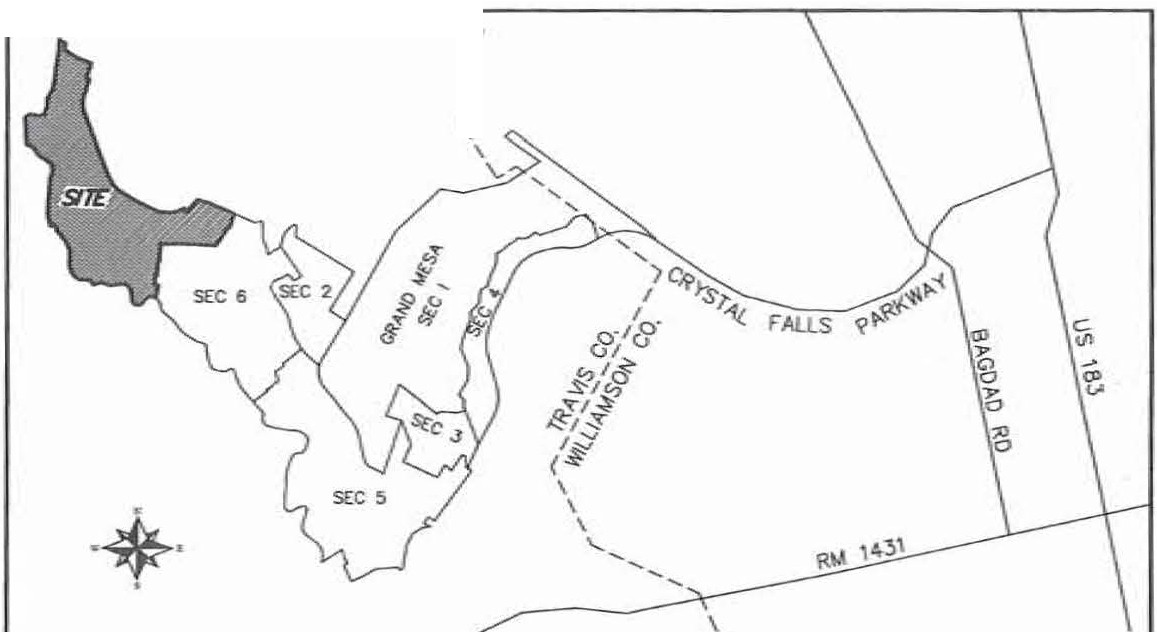 SITE
SEC 6
SEC 2
GRAND MESA
SEC 1
SEC 4
SEC 3
SEC 5
TRAVIS CO.
WILLIAMSON CO.
CRYSTAL FALLS PARKWAY
BAGDAD RD
US 183
RM 1431
N
W
E
S